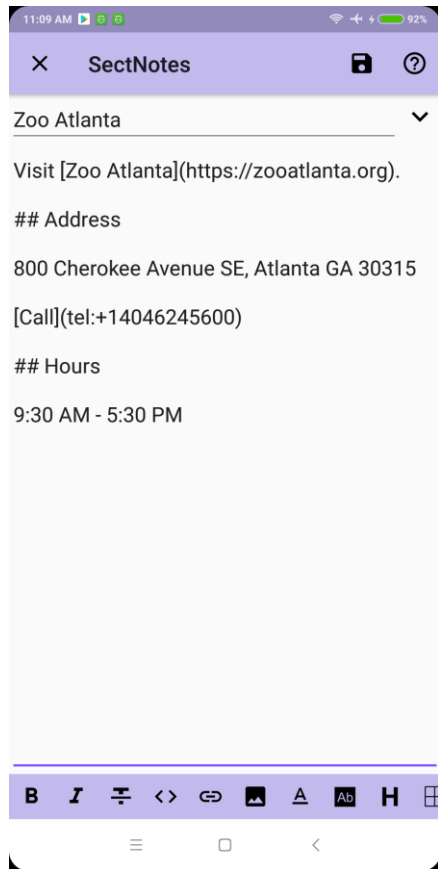 11:09 AM 92%
SectNotes
Zoo Atlanta
Visit [Zoo Atlanta](https://zooatlanta.org).
## Address
800 Cherokee Avenue SE, Atlanta GA 30315
[Call](tel:+14046245600)
## Hours
9:30 AM - 5:30 PM
B I T <> A Ab H